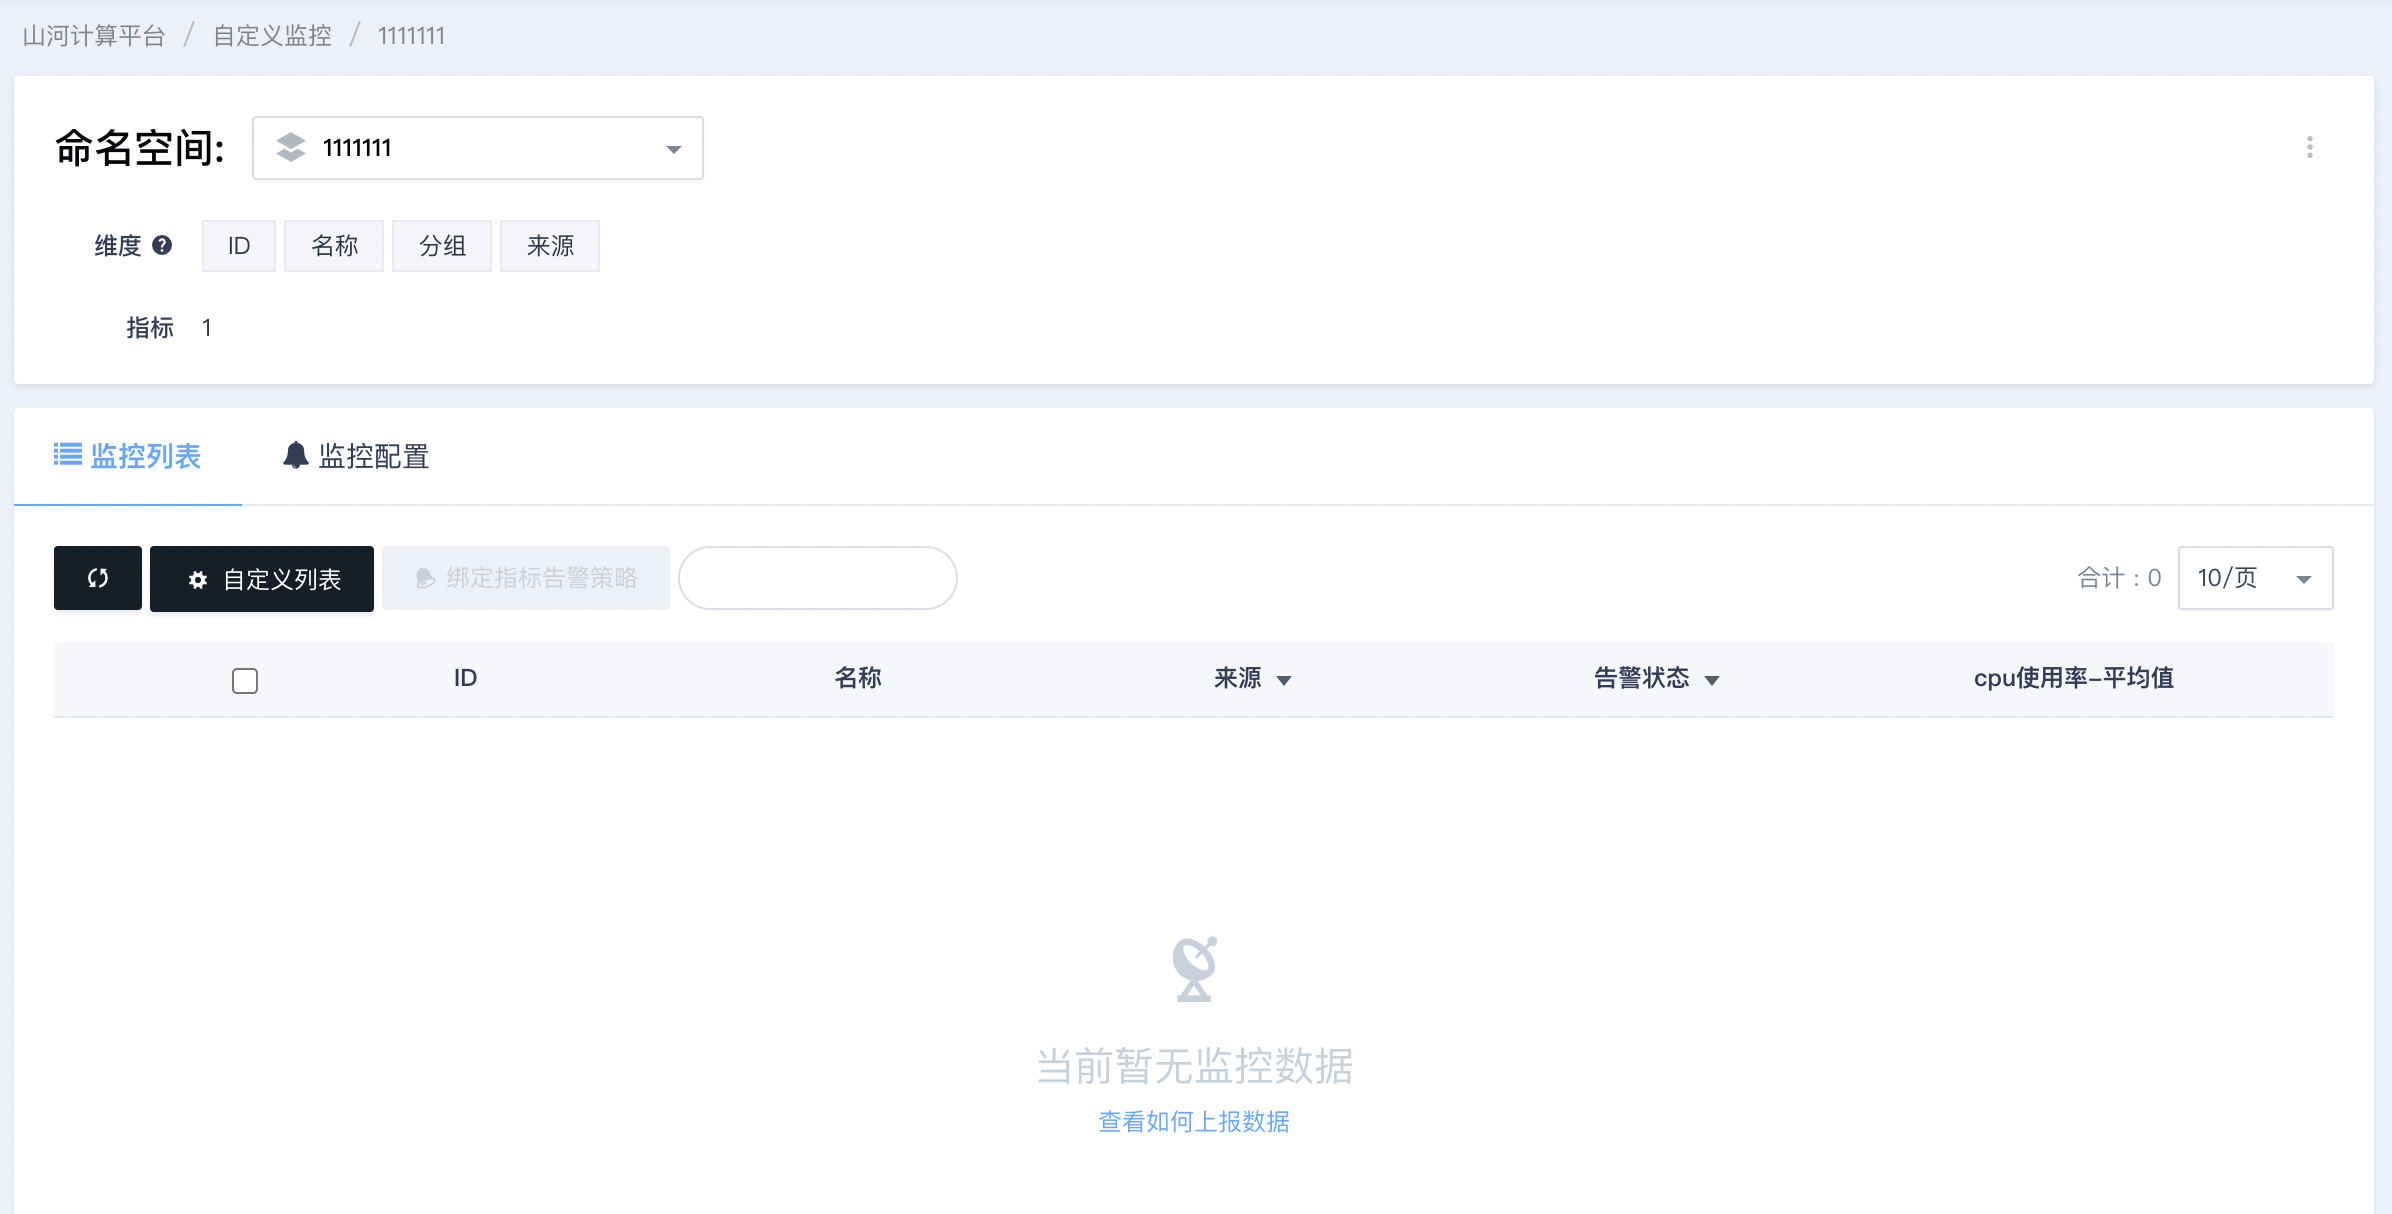 山河计算平台 / 自定义监控 / 1111111
命名空间: 1111111
维度 ID 名称 分组 来源
指标 1
监控列表 监控配置
自定义列表 绑定指标告警策略 合计：0 10/页
ID 名称 来源 告警状态 cpu使用率–平均值
当前暂无监控数据
查看如何上报数据